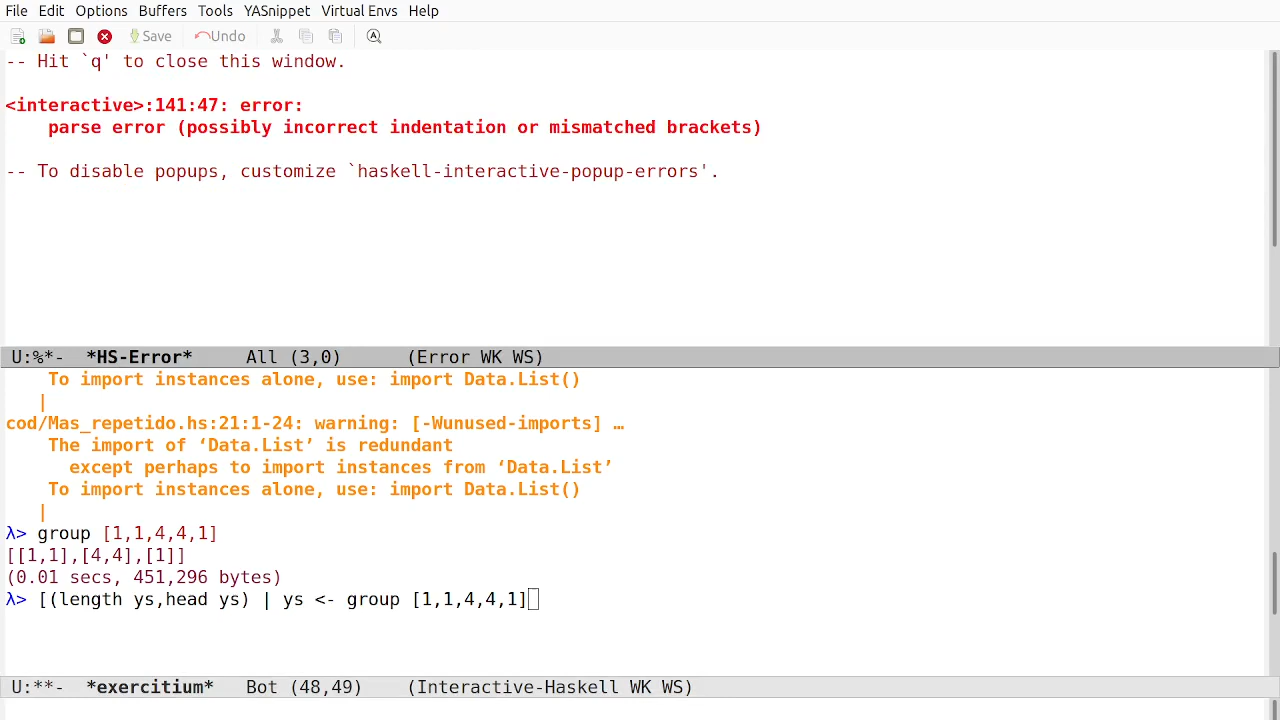 File Edit Options Buffers Tools YASnippet Virtual Envs Help
Save Undo
-- Hit `q' to close this window.
<interactive>:141:47: error:
parse error (possibly incorrect indentation or mismatched brackets)
-- To disable popups, customize `haskell-interactive-popup-errors'.
U:%*- *HS-Error* All (3,0) (Error WK WS)
To import instances alone, use: import Data.List()
|
cod/Mas_repetido.hs:21:1-24: warning: [-Wunused-imports] …
The import of ‘Data.List’ is redundant
except perhaps to import instances from ‘Data.List’
To import instances alone, use: import Data.List()
|
λ> group [1,1,4,4,1]
[[1,1],[4,4],[1]]
(0.01 secs, 451,296 bytes)
λ> [(length ys,head ys) | ys <- group [1,1,4,4,1]
U:**- *exercitium* Bot (48,49) (Interactive-Haskell WK WS)